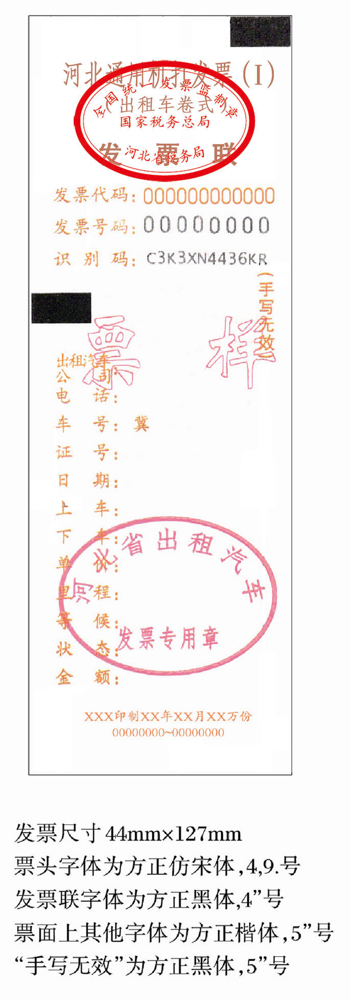 河北通用机打发票(I)
全国统一发票监制章
(出租车卷式)
国家税务总局
河北省税务局
发票联
发票代码:000000000000
发票号码:00000000
识别码:C3K3XN4436KR
(手写无效)
票样
出租汽车
公司:
电话:
车号:冀
证号:
日期:
上车:
下车:
单价:
里程:
等候:
状态:
金额:
河北省出租汽车
发票专用章
XXX印制XX年XX月XX万份
00000000~00000000
发票尺寸44mm×127mm
票头字体为方正仿宋体,4,9.号
发票联字体为方正黑体,4”号
票面上其他字体为方正楷体,5”号
“手写无效”为方正黑体,5”号